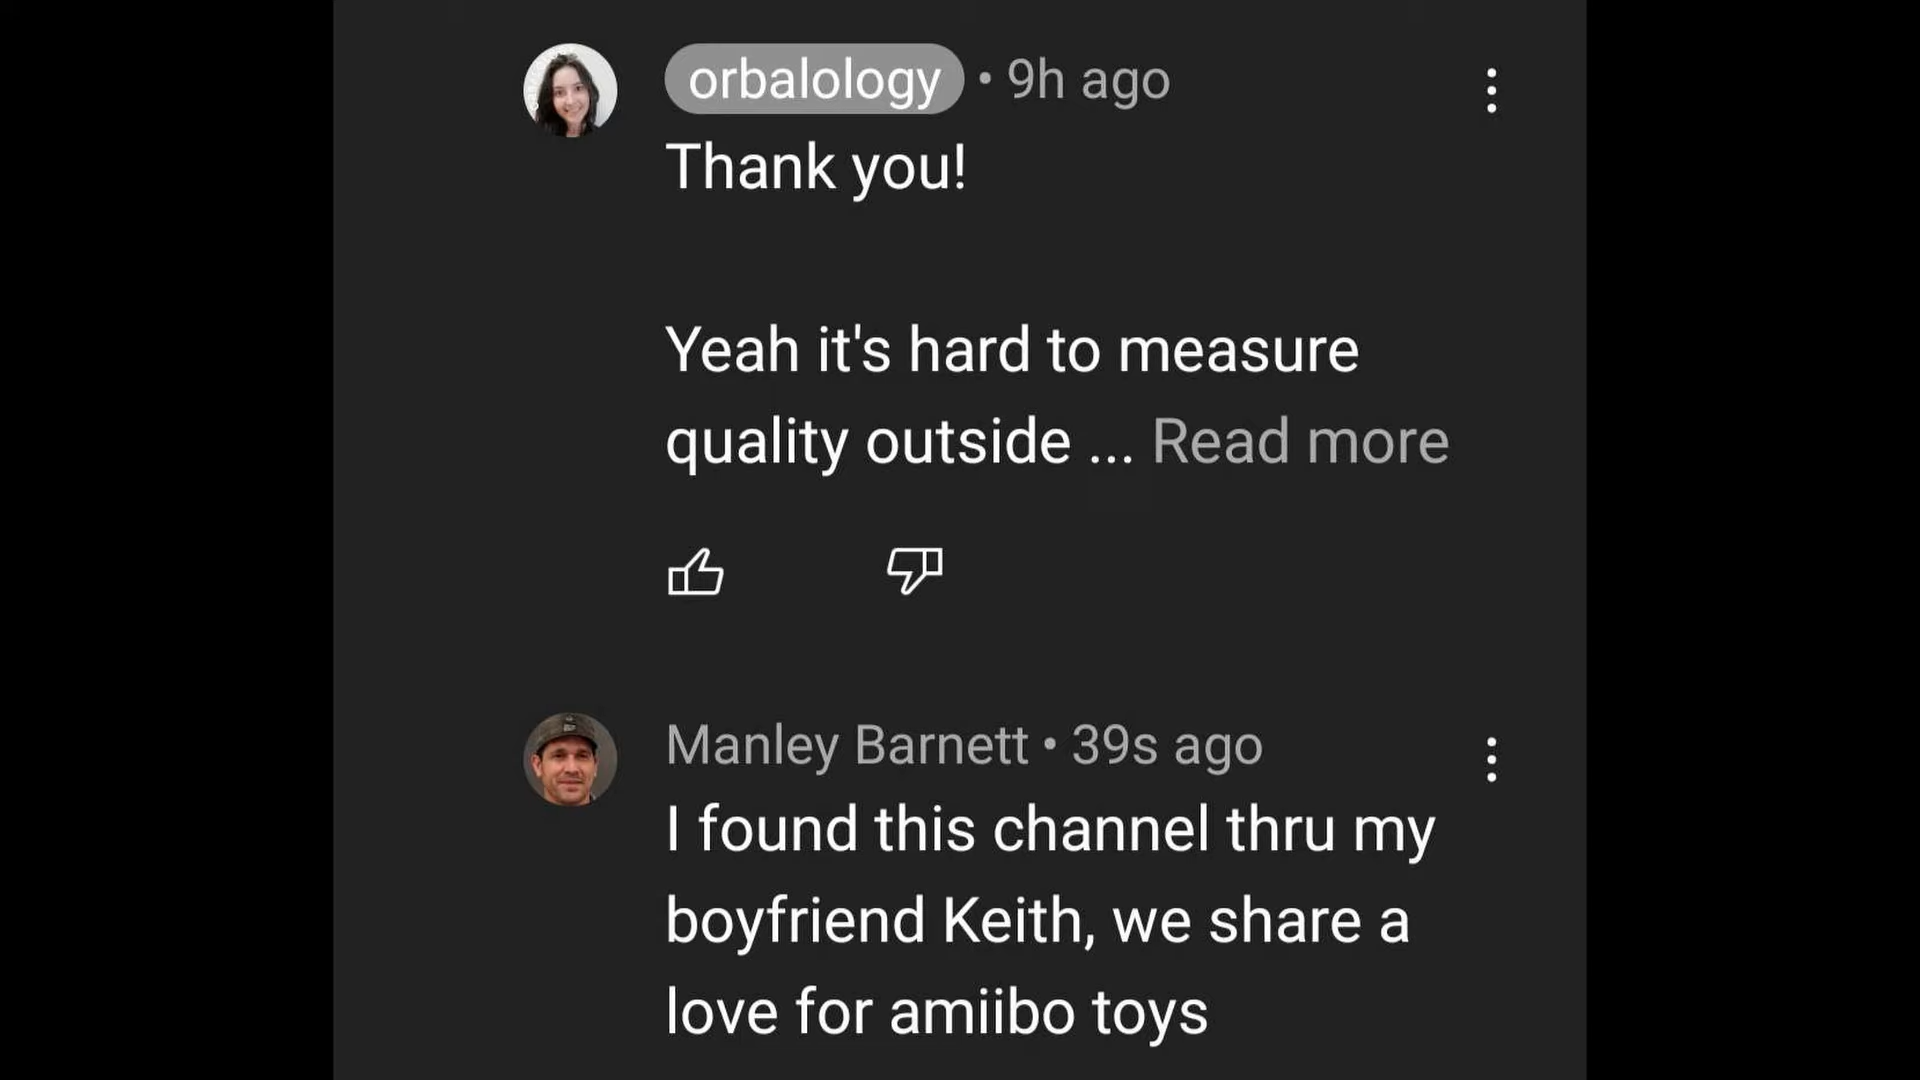 orbalology • 9h ago
Thank you!
Yeah it's hard to measure
quality outside ... Read more
Manley Barnett • 39s ago
I found this channel thru my
boyfriend Keith, we share a
love for amiibo toys